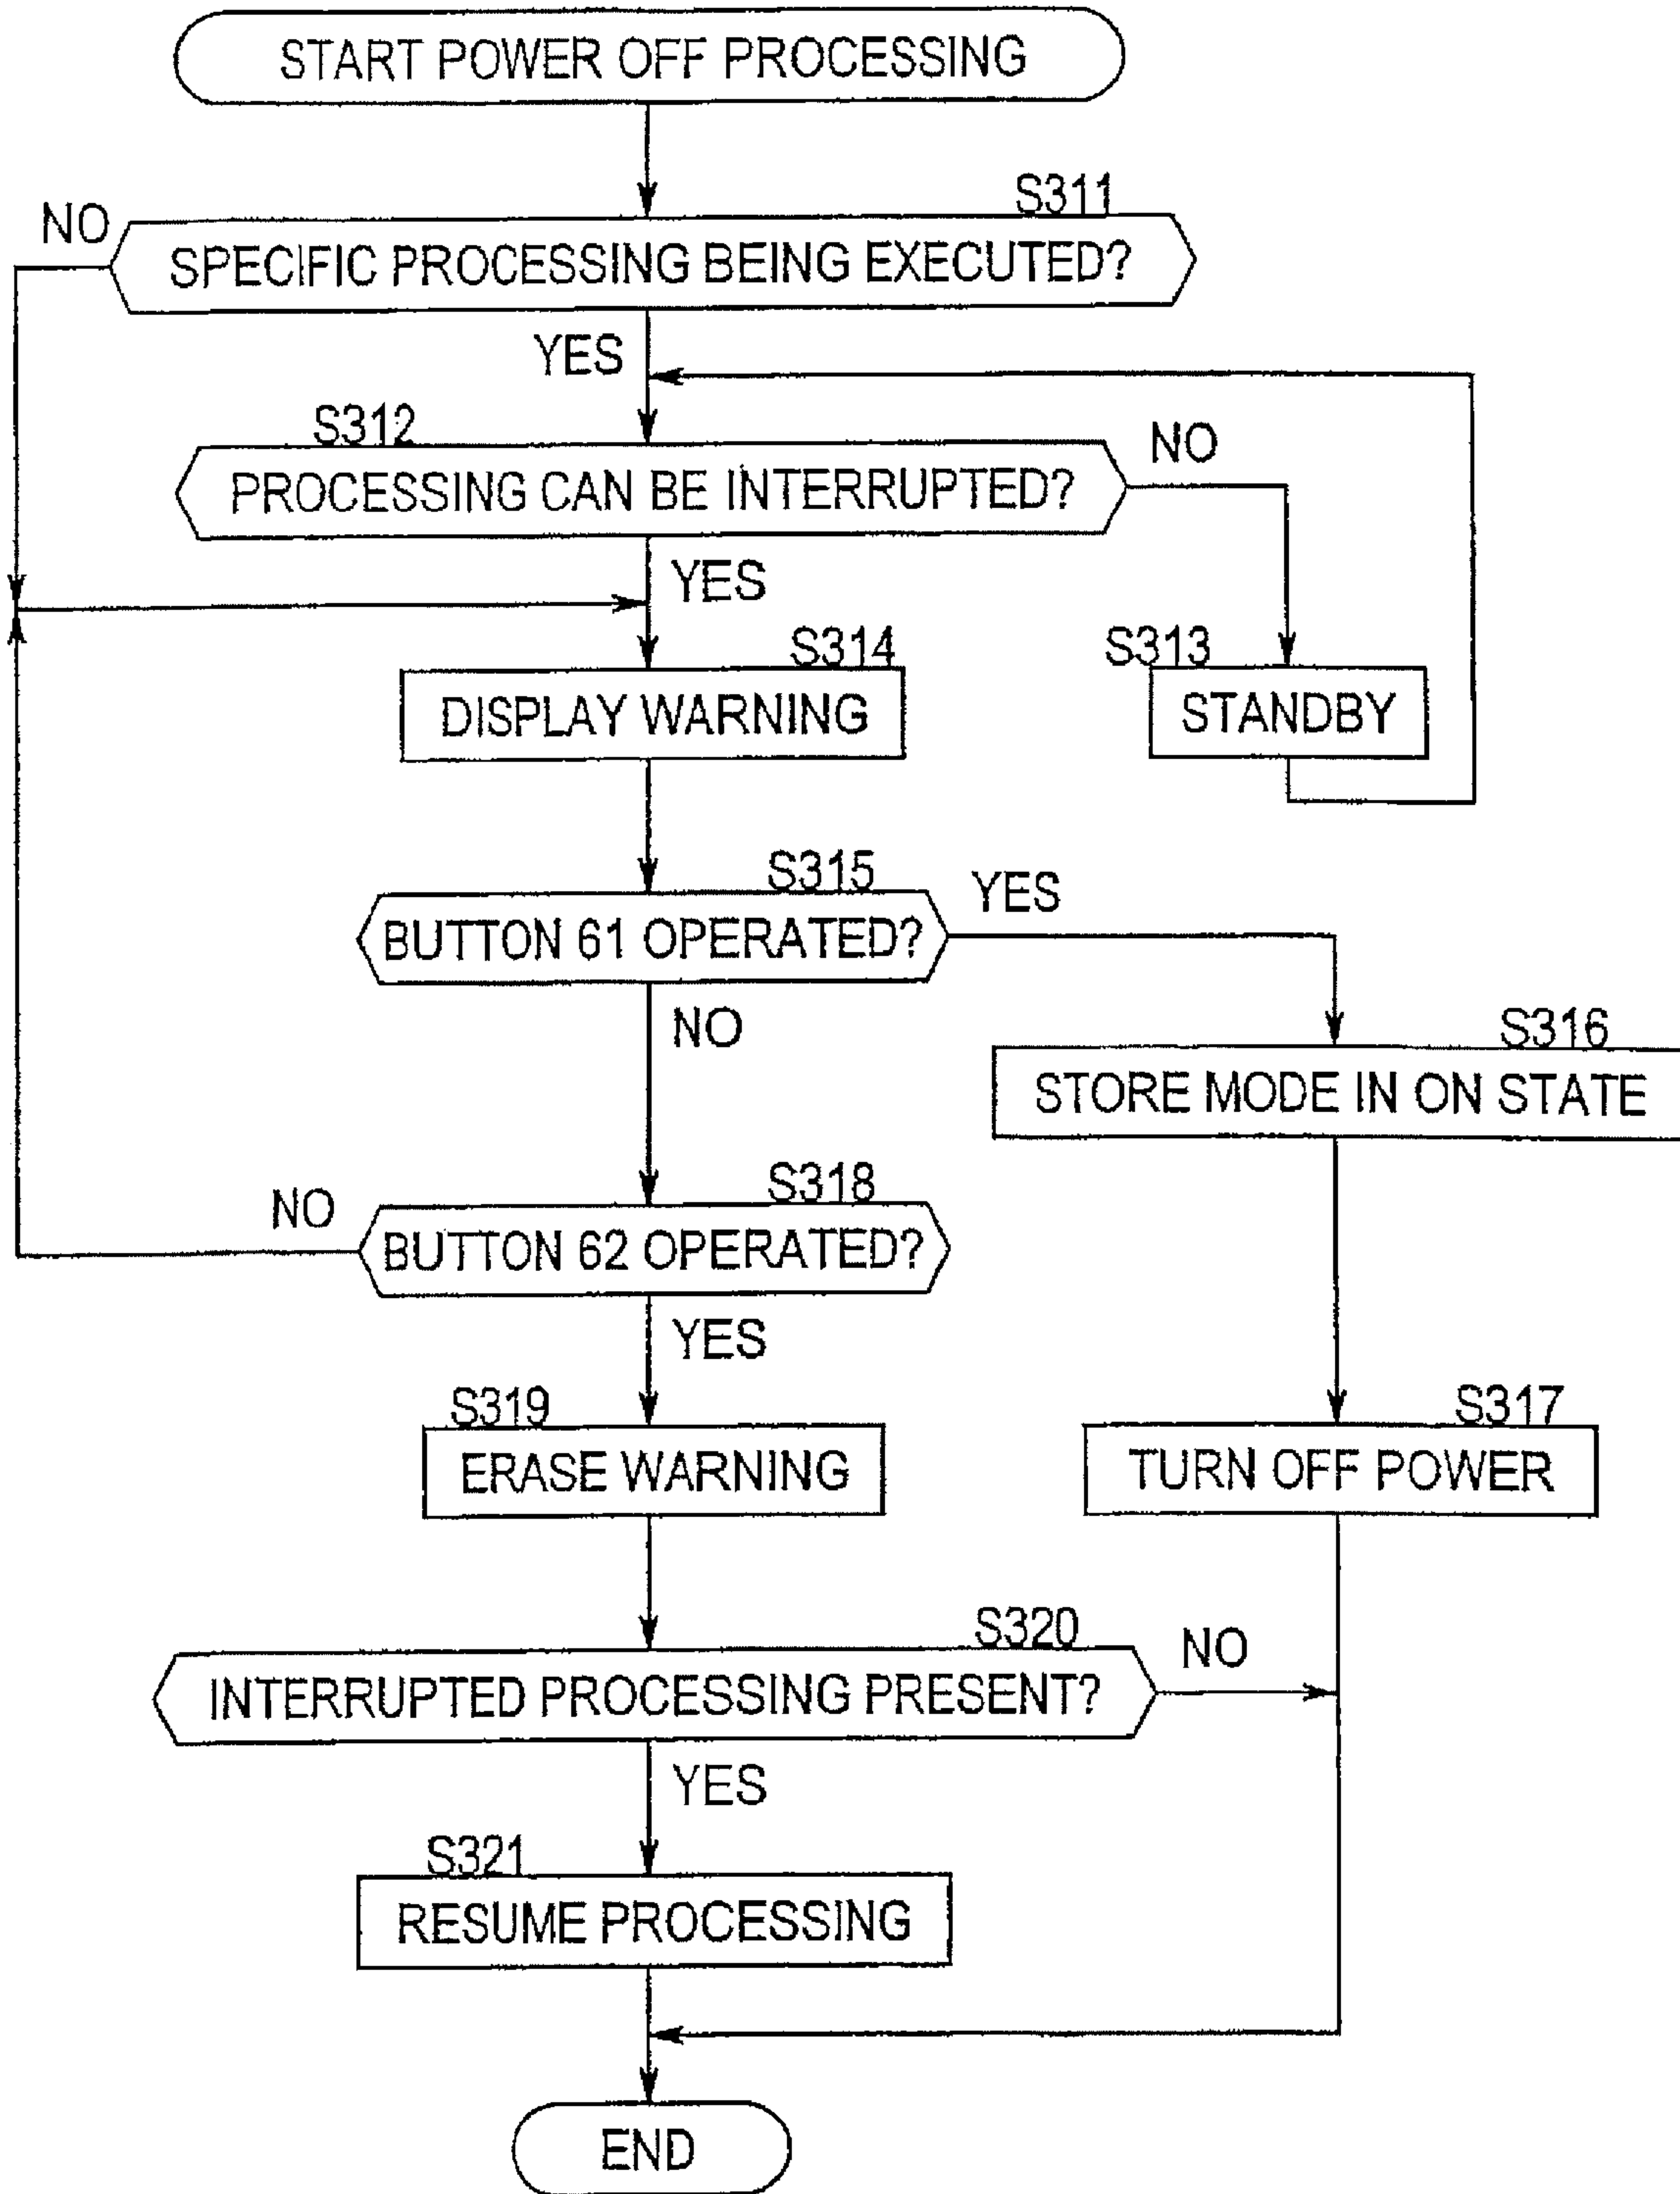 START POWER OFF PROCESSING
S311
NO
SPECIFIC PROCESSING BEING EXECUTED?
YES
S312
NO
PROCESSING CAN BE INTERRUPTED?
YES
S314
S313
DISPLAY WARNING
STANDBY
S315
YES
BUTTON 61 OPERATED?
NO
S316
STORE MODE IN ON STATE
S318
NO
BUTTON 62 OPERATED?
YES
S319
S317
ERASE WARNING
TURN OFF POWER
S320
NO
INTERRUPTED PROCESSING PRESENT?
YES
S321
RESUME PROCESSING
END